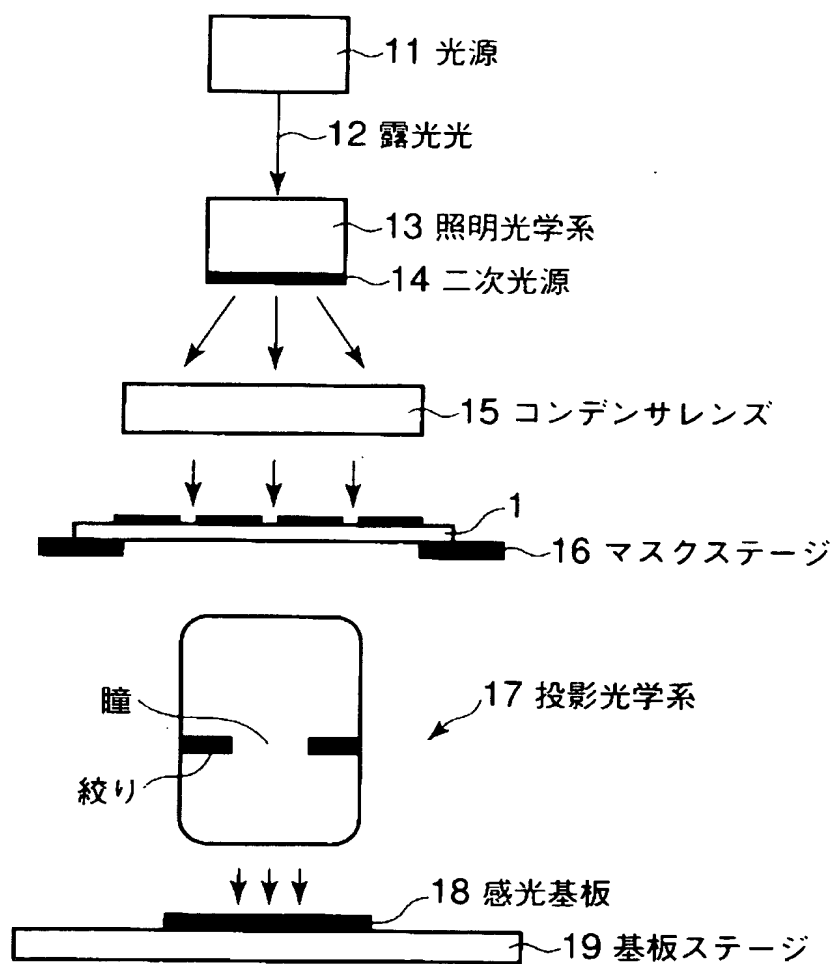 11 光源
12 露光光
13 照明光学系
14 二次光源
15 コンデンサレンズ
1
16 マスクステージ
17 投影光学系
瞳
絞り
18 感光基板
19 基板ステージ